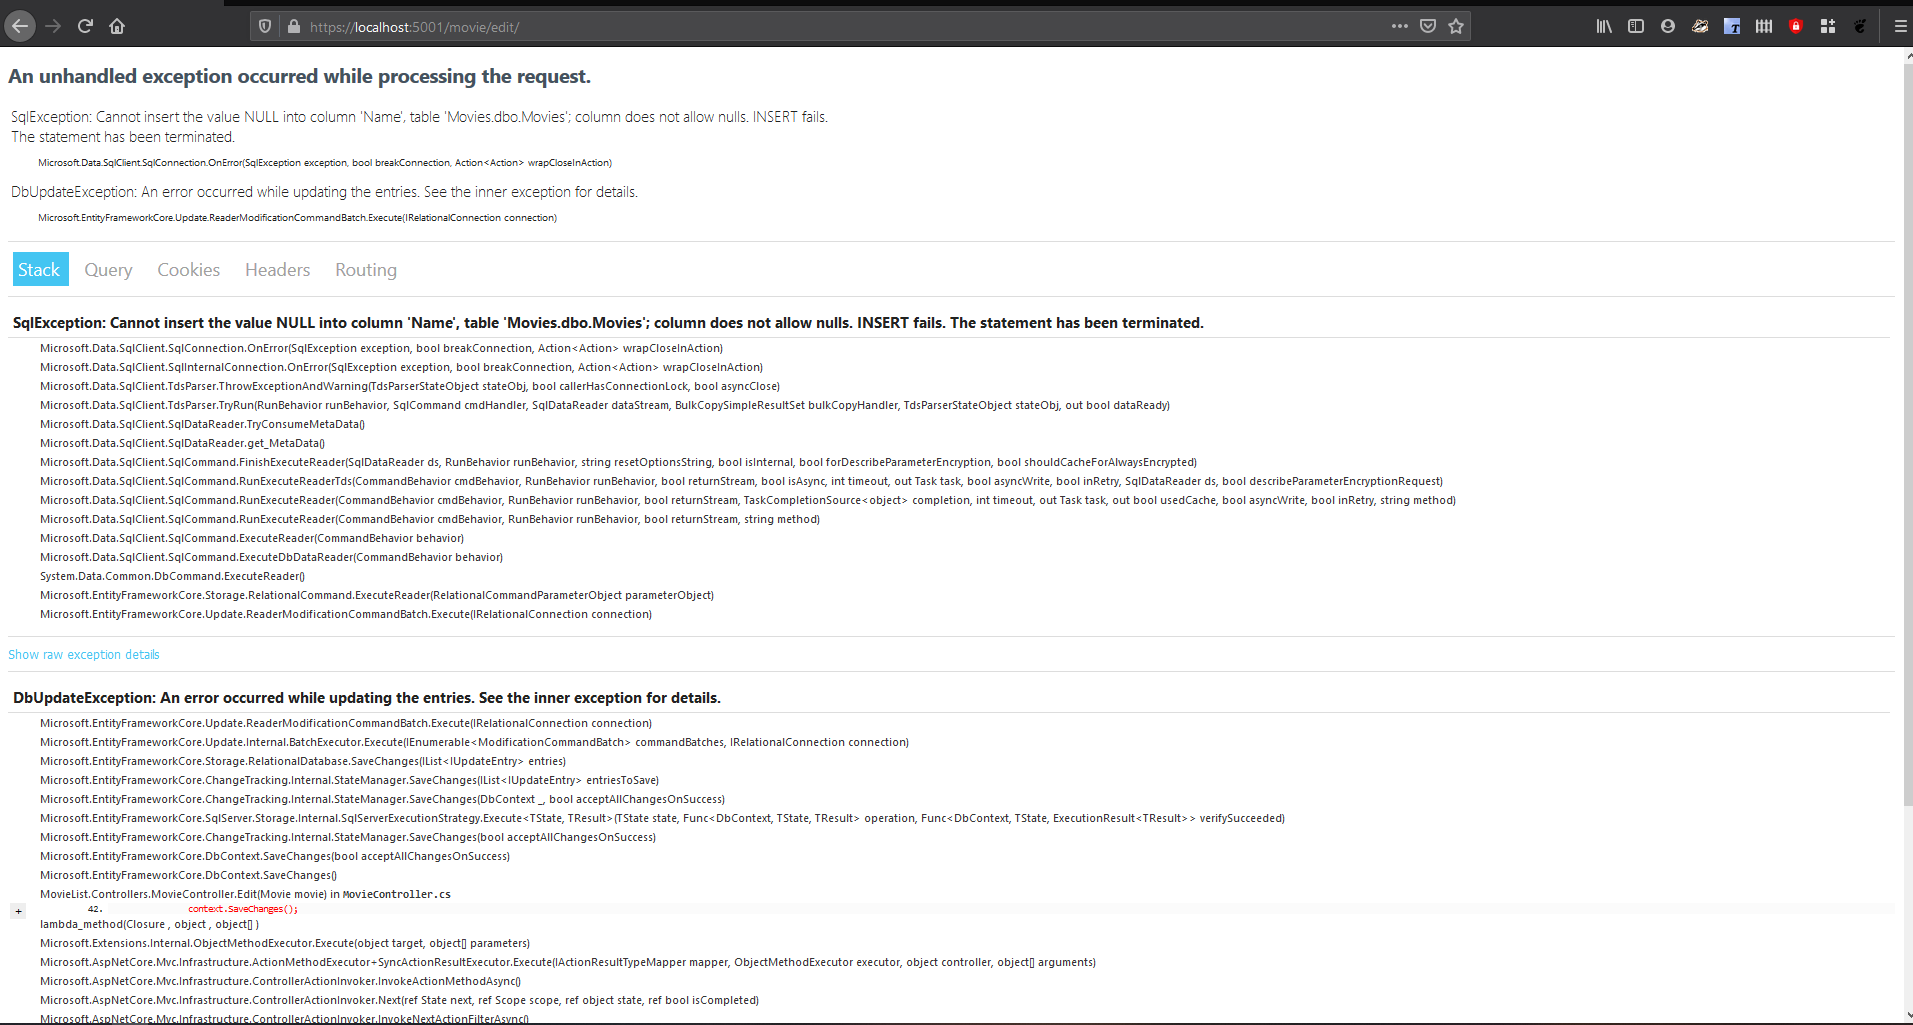 https://localhost:5001/movie/edit/
An unhandled exception occurred while processing the request.
SqlException: Cannot insert the value NULL into column 'Name', table 'Movies.dbo.Movies'; column does not allow nulls. INSERT fails.
The statement has been terminated.
Microsoft.Data.SqlClient.SqlConnection.OnError(SqlException exception, bool breakConnection, Action<Action> wrapCloseInAction)
DbUpdateException: An error occurred while updating the entries. See the inner exception for details.
Microsoft.EntityFrameworkCore.Update.ReaderModificationCommandBatch.Execute(IRelationalConnection connection)
Stack Query Cookies Headers Routing
SqlException: Cannot insert the value NULL into column 'Name', table 'Movies.dbo.Movies'; column does not allow nulls. INSERT fails. The statement has been terminated.
Microsoft.Data.SqlClient.SqlConnection.OnError(SqlException exception, bool breakConnection, Action<Action> wrapCloseInAction)
Microsoft.Data.SqlClient.SqlInternalConnection.OnError(SqlException exception, bool breakConnection, Action<Action> wrapCloseInAction)
Microsoft.Data.SqlClient.TdsParser.ThrowExceptionAndWarning(TdsParserStateObject stateObj, bool callerHasConnectionLock, bool asyncClose)
Microsoft.Data.SqlClient.TdsParser.TryRun(RunBehavior runBehavior, SqlCommand cmdHandler, SqlDataReader dataStream, BulkCopySimpleResultSet bulkCopyHandler, TdsParserStateObject stateObj, out bool dataReady)
Microsoft.Data.SqlClient.SqlDataReader.TryConsumeMetaData()
Microsoft.Data.SqlClient.SqlDataReader.get_MetaData()
Microsoft.Data.SqlClient.SqlCommand.FinishExecuteReader(SqlDataReader ds, RunBehavior runBehavior, string resetOptionsString, bool isInternal, bool forDescribeParameterEncryption, bool shouldCacheForAlwaysEncrypted)
Microsoft.Data.SqlClient.SqlCommand.RunExecuteReaderTds(CommandBehavior cmdBehavior, RunBehavior runBehavior, bool returnStream, bool isAsync, int timeout, out Task task, bool asyncWrite, bool inRetry, SqlDataReader ds, bool describeParameterEncryptionRequest)
Microsoft.Data.SqlClient.SqlCommand.RunExecuteReader(CommandBehavior cmdBehavior, RunBehavior runBehavior, bool returnStream, TaskCompletionSource<object> completion, int timeout, out Task task, out bool usedCache, bool asyncWrite, bool inRetry, string method)
Microsoft.Data.SqlClient.SqlCommand.RunExecuteReader(CommandBehavior cmdBehavior, RunBehavior runBehavior, bool returnStream, string method)
Microsoft.Data.SqlClient.SqlCommand.ExecuteReader(CommandBehavior behavior)
Microsoft.Data.SqlClient.SqlCommand.ExecuteDbDataReader(CommandBehavior behavior)
System.Data.Common.DbCommand.ExecuteReader()
Microsoft.EntityFrameworkCore.Storage.RelationalCommand.ExecuteReader(RelationalCommandParameterObject parameterObject)
Microsoft.EntityFrameworkCore.Update.ReaderModificationCommandBatch.Execute(IRelationalConnection connection)
Show raw exception details
DbUpdateException: An error occurred while updating the entries. See the inner exception for details.
Microsoft.EntityFrameworkCore.Update.ReaderModificationCommandBatch.Execute(IRelationalConnection connection)
Microsoft.EntityFrameworkCore.Update.Internal.BatchExecutor.Execute(IEnumerable<ModificationCommandBatch> commandBatches, IRelationalConnection connection)
Microsoft.EntityFrameworkCore.Storage.RelationalDatabase.SaveChanges(IList<IUpdateEntry> entries)
Microsoft.EntityFrameworkCore.ChangeTracking.Internal.StateManager.SaveChanges(IList<IUpdateEntry> entriesToSave)
Microsoft.EntityFrameworkCore.ChangeTracking.Internal.StateManager.SaveChanges(DbContext _, bool acceptAllChangesOnSuccess)
Microsoft.EntityFrameworkCore.SqlServer.Storage.Internal.SqlServerExecutionStrategy.Execute<TState, TResult>(TState state, Func<DbContext, TState, TResult> operation, Func<DbContext, TState, ExecutionResult<TResult>> verifySucceeded)
Microsoft.EntityFrameworkCore.ChangeTracking.Internal.StateManager.SaveChanges(bool acceptAllChangesOnSuccess)
Microsoft.EntityFrameworkCore.DbContext.SaveChanges(bool acceptAllChangesOnSuccess)
Microsoft.EntityFrameworkCore.DbContext.SaveChanges()
MovieList.Controllers.MovieController.Edit(Movie movie) in MovieController.cs
+ 42. context.SaveChanges();
lambda_method(Closure , object , object[] )
Microsoft.Extensions.Internal.ObjectMethodExecutor.Execute(object target, object[] parameters)
Microsoft.AspNetCore.Mvc.Infrastructure.ActionMethodExecutor+SyncActionResultExecutor.Execute(IActionResultTypeMapper mapper, ObjectMethodExecutor executor, object controller, object[] arguments)
Microsoft.AspNetCore.Mvc.Infrastructure.ControllerActionInvoker.InvokeActionMethodAsync()
Microsoft.AspNetCore.Mvc.Infrastructure.ControllerActionInvoker.Next(ref State next, ref Scope scope, ref object state, ref bool isCompleted)
Microsoft.AspNetCore.Mvc.Infrastructure.ControllerActionInvoker.InvokeNextActionFilterAsync()